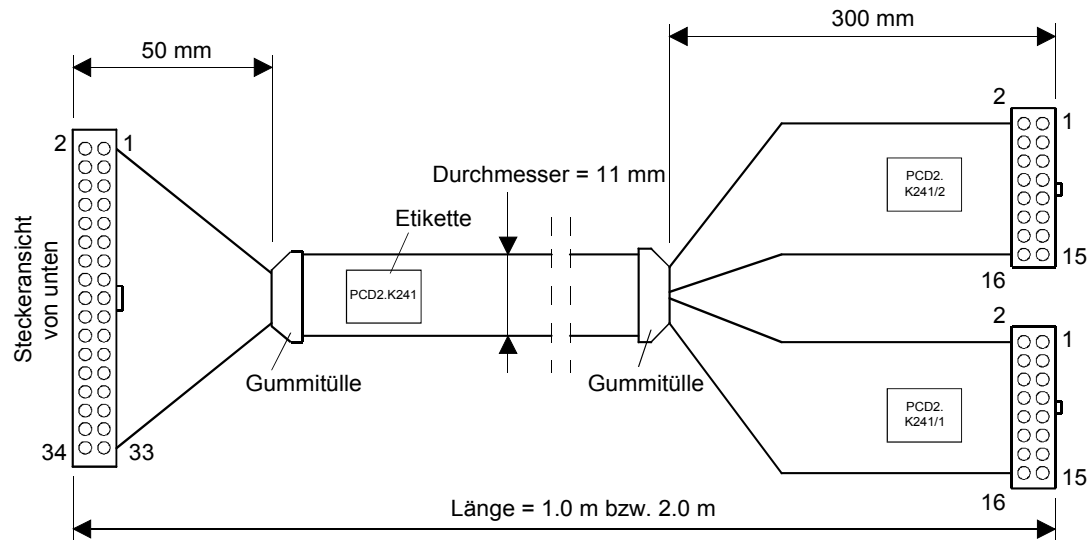 300 mm
50 mm
2
1
2
1
Durchmesser = 11 mm
PCD2.
K241/2
Etikette
Steckeransicht
von unten
PCD2.K241
15
16
2
1
Gummitülle
Gummitülle
PCD2.
K241/1
34
33
15
16
Länge = 1.0 m bzw. 2.0 m